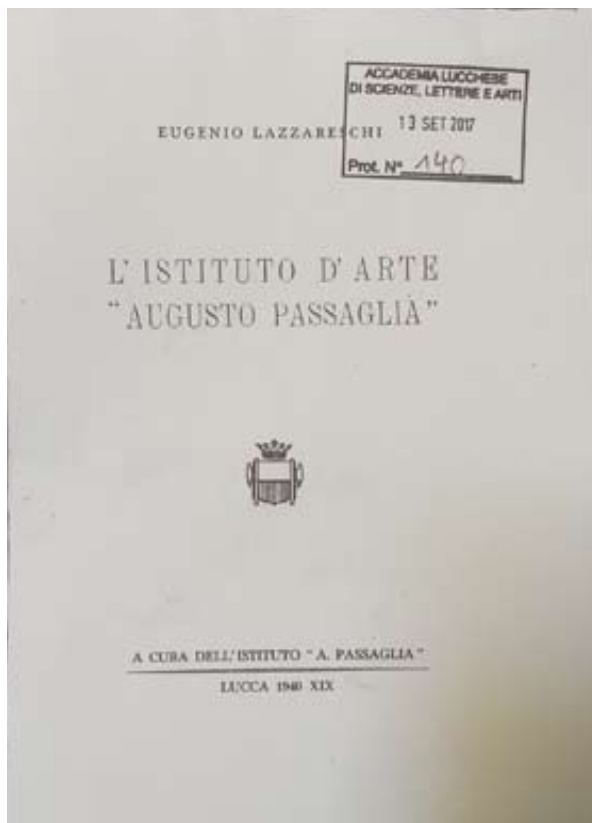 ACCADEMIA LUCCHESE
DI SCIENZE, LETTERE E ARTI
13 SET 2017
Prot. N° 140
EUGENIO LAZZARESCHI
L' ISTITUTO D' ARTE
"AUGUSTO PASSAGLIA"
A CURA DELL'ISTITUTO "A. PASSAGLIA"
LUCCA 1940 XIX